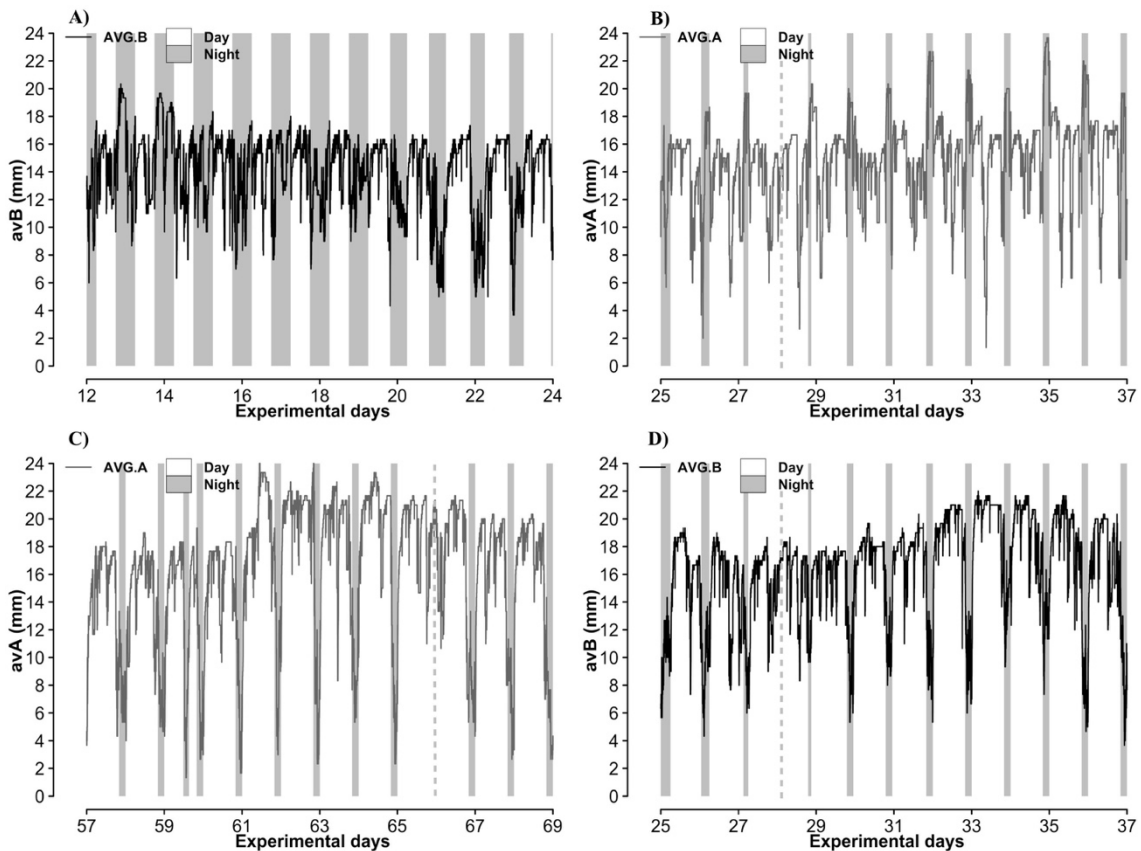 A)
AVG.B
Day
Night
avB (mm)
24
22
20
18
16
14
12
10
8
6
4
2
0
12 14 16 18 20 22 24
Experimental days
B)
AVG.A
Day
Night
avA (mm)
24
22
20
18
16
14
12
10
8
6
4
2
0
25 27 29 31 33 35 37
Experimental days
C)
AVG.A
Day
Night
avA (mm)
24
22
20
18
16
14
12
10
8
6
4
2
0
57 59 61 63 65 67 69
Experimental days
D)
AVG.B
Day
Night
avB (mm)
24
22
20
18
16
14
12
10
8
6
4
2
0
25 27 29 31 33 35 37
Experimental days